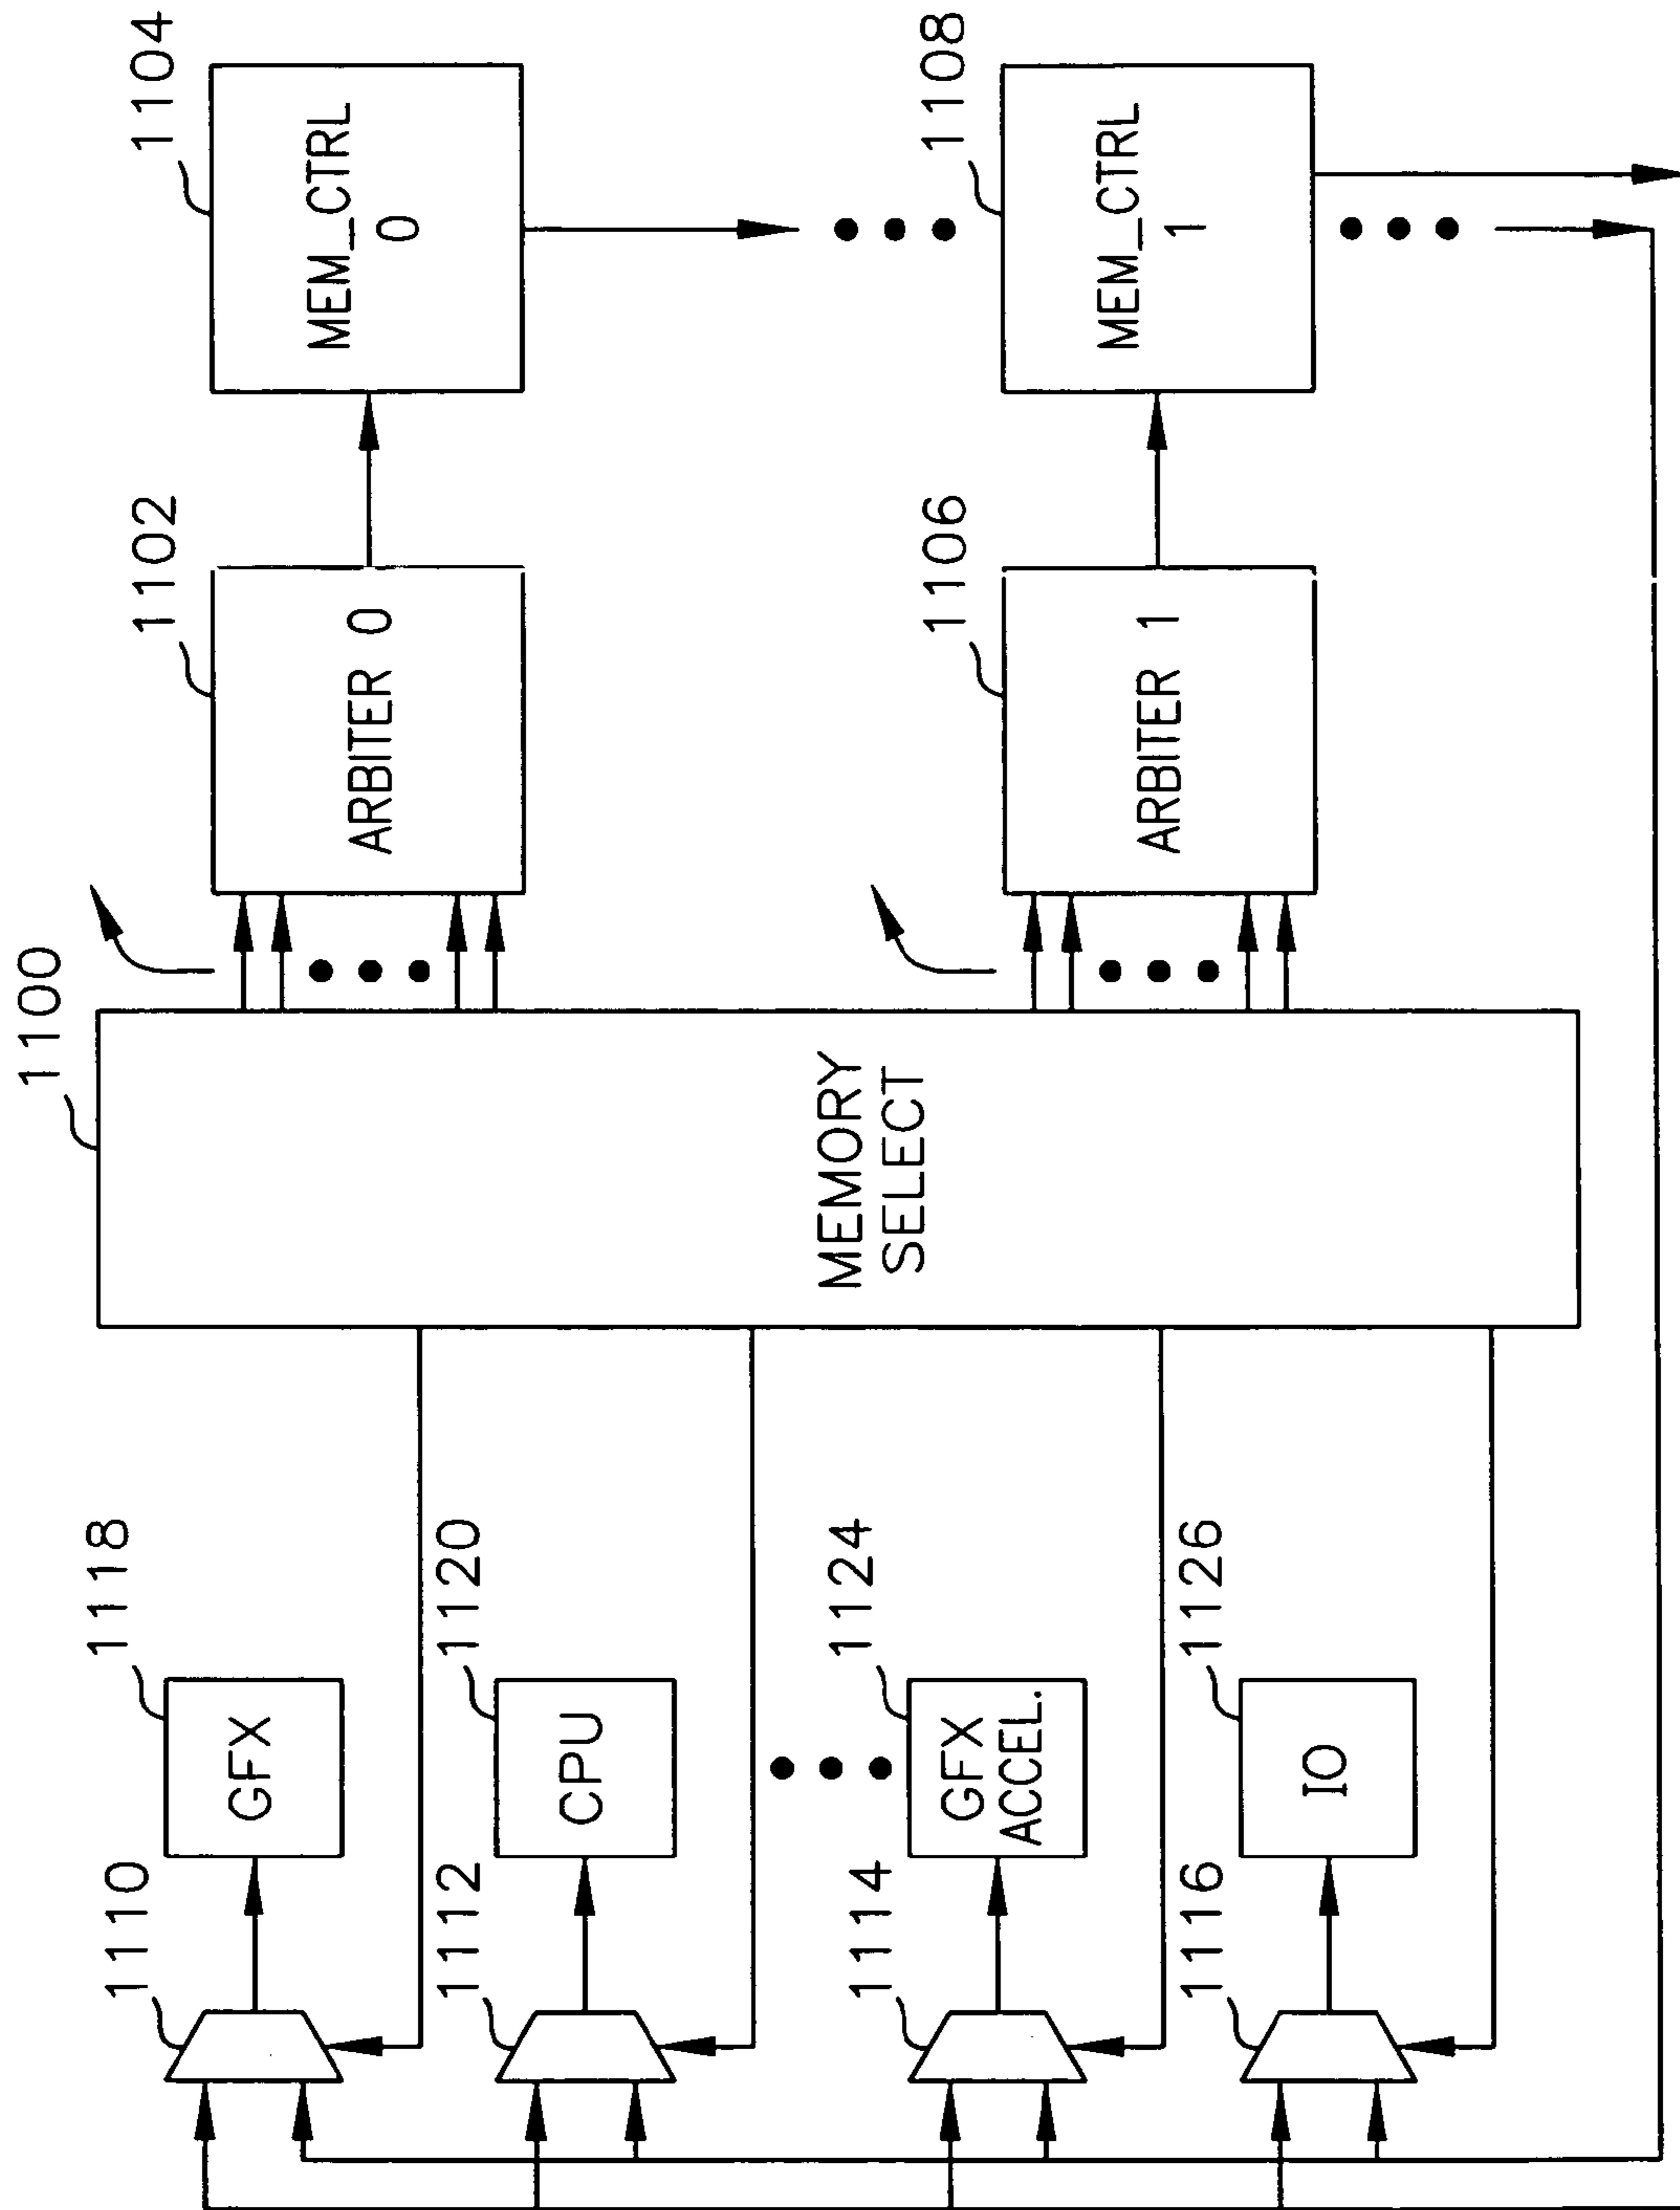 1118
GFX
1110
1120
CPU
1112
1124
GFX
ACCEL.
1114
1126
IO
1116
1100
MEMORY
SELECT
1102
ARBITER 0
1104
MEM_CTRL
0
1106
ARBITER 1
1108
MEM_CTRL
1